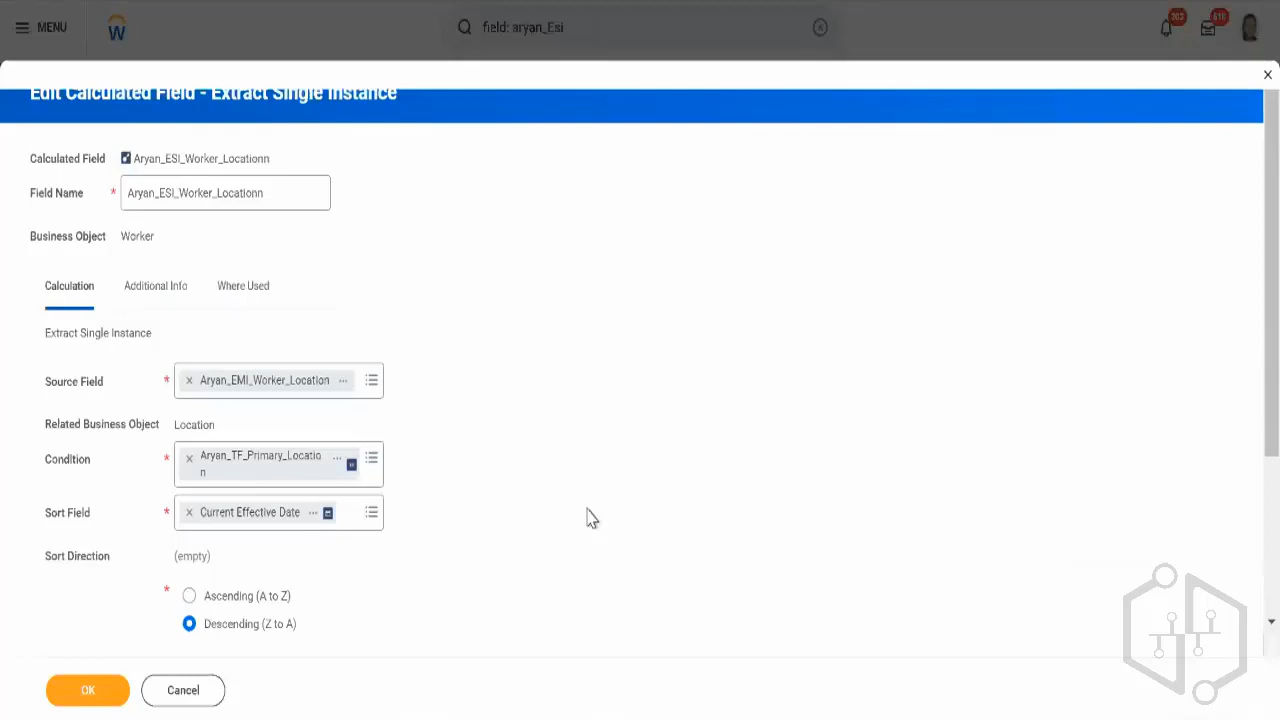 MENU
W
field: aryan_Esi
303
616
Edit Calculated Field - Extract Single Instance
Calculated Field Aryan_ESI_Worker_Locationn
Field Name * Aryan_ESI_Worker_Locationn
Business Object Worker
Calculation Additional Info Where Used
Extract Single Instance
Source Field * × Aryan_EMI_Worker_Location ...
Related Business Object Location
Condition * × Aryan_TF_Primary_Locatio ...
n
Sort Field * × Current Effective Date ...
Sort Direction (empty)
* Ascending (A to Z)
Descending (Z to A)
OK Cancel